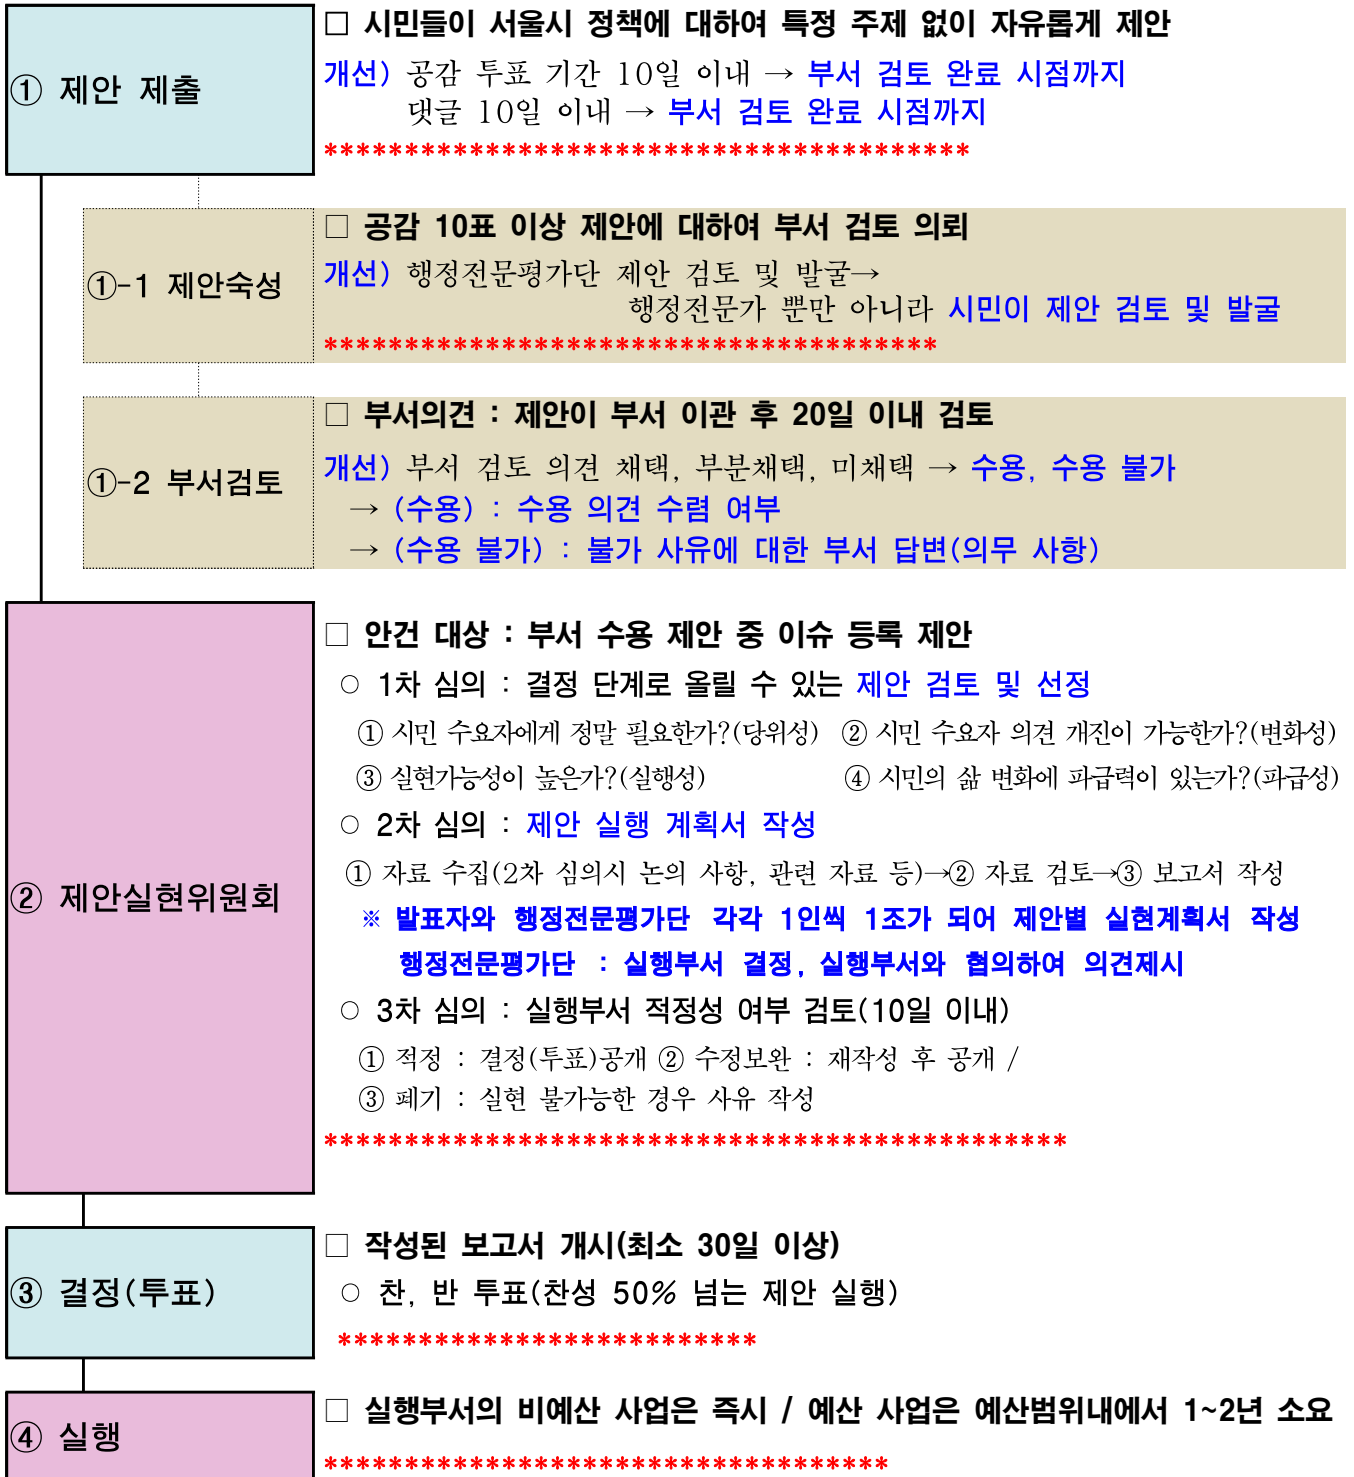 ① 제안 제출
□ 시민들이 서울시 정책에 대하여 특정 주제 없이 자유롭게 제안
개선) 공감 투표 기간 10일 이내 → 부서 검토 완료 시점까지
댓글 10일 이내 → 부서 검토 완료 시점까지
****************************************
①-1 제안숙성
□ 공감 10표 이상 제안에 대하여 부서 검토 의뢰
개선) 행정전문평가단 제안 검토 및 발굴→
행정전문가 뿐만 아니라 시민이 제안 검토 및 발굴
**************************************
①-2 부서검토
□ 부서의견 : 제안이 부서 이관 후 20일 이내 검토
개선) 부서 검토 의견 채택, 부분채택, 미채택 → 수용, 수용 불가
→ (수용) : 수용 의견 수렴 여부
→ (수용 불가) : 불가 사유에 대한 부서 답변(의무 사항)
② 제안실현위원회
□ 안건 대상 : 부서 수용 제안 중 이슈 등록 제안
○ 1차 심의 : 결정 단계로 올릴 수 있는 제안 검토 및 선정
① 시민 수요자에게 정말 필요한가?(당위성) ② 시민 수요자 의견 개진이 가능한가?(변화성)
③ 실현가능성이 높은가?(실행성) ④ 시민의 삶 변화에 파급력이 있는가?(파급성)
○ 2차 심의 : 제안 실행 계획서 작성
① 자료 수집(2차 심의시 논의 사항, 관련 자료 등)→② 자료 검토→③ 보고서 작성
※ 발표자와 행정전문평가단 각각 1인씩 1조가 되어 제안별 실현계획서 작성
행정전문평가단 : 실행부서 결정, 실행부서와 협의하여 의견제시
○ 3차 심의 : 실행부서 적정성 여부 검토(10일 이내)
① 적정 : 결정(투표)공개 ② 수정보완 : 재작성 후 공개 /
③ 폐기 : 실현 불가능한 경우 사유 작성
**********************************************
③ 결정(투표)
□ 작성된 보고서 개시(최소 30일 이상)
○ 찬, 반 투표(찬성 50% 넘는 제안 실행)
**************************
④ 실행
□ 실행부서의 비예산 사업은 즉시 / 예산 사업은 예산범위내에서 1~2년 소요
***********************************